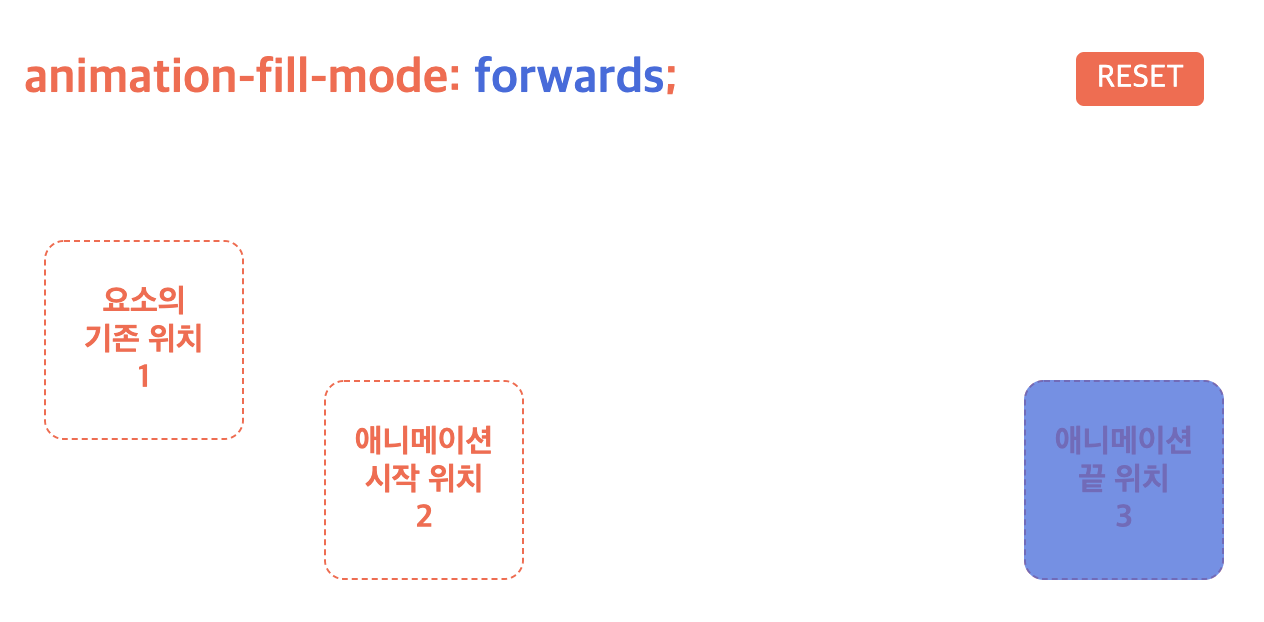 animation-fill-mode: forwards;
RESET
요소의
기존 위치
1
애니메이션
시작 위치
2
애니메이션
끝 위치
3